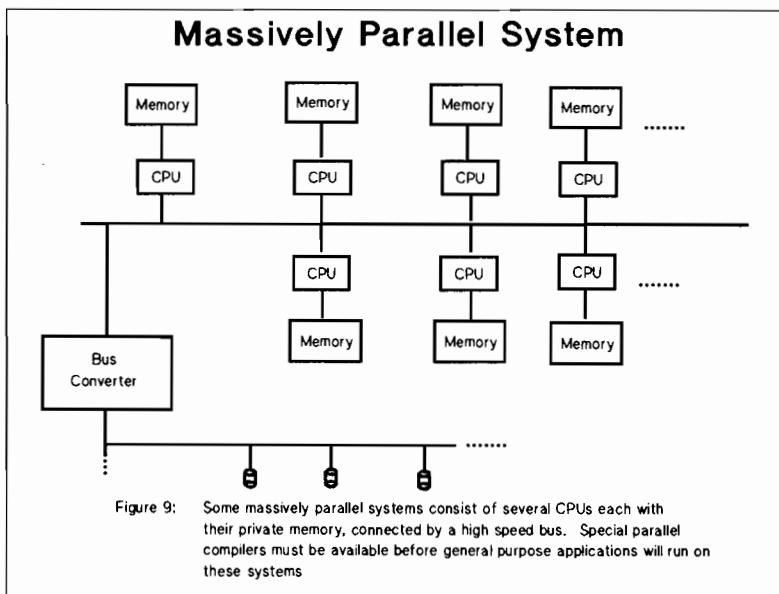 Massively Parallel System
Memory Memory Memory Memory
CPU CPU CPU CPU
CPU CPU CPU
Memory Memory Memory
Bus
Converter
Figure 9: Some massively parallel systems consist of several CPUs each with
their private memory, connected by a high speed bus. Special parallel
compilers must be available before general purpose applications will run on
these systems